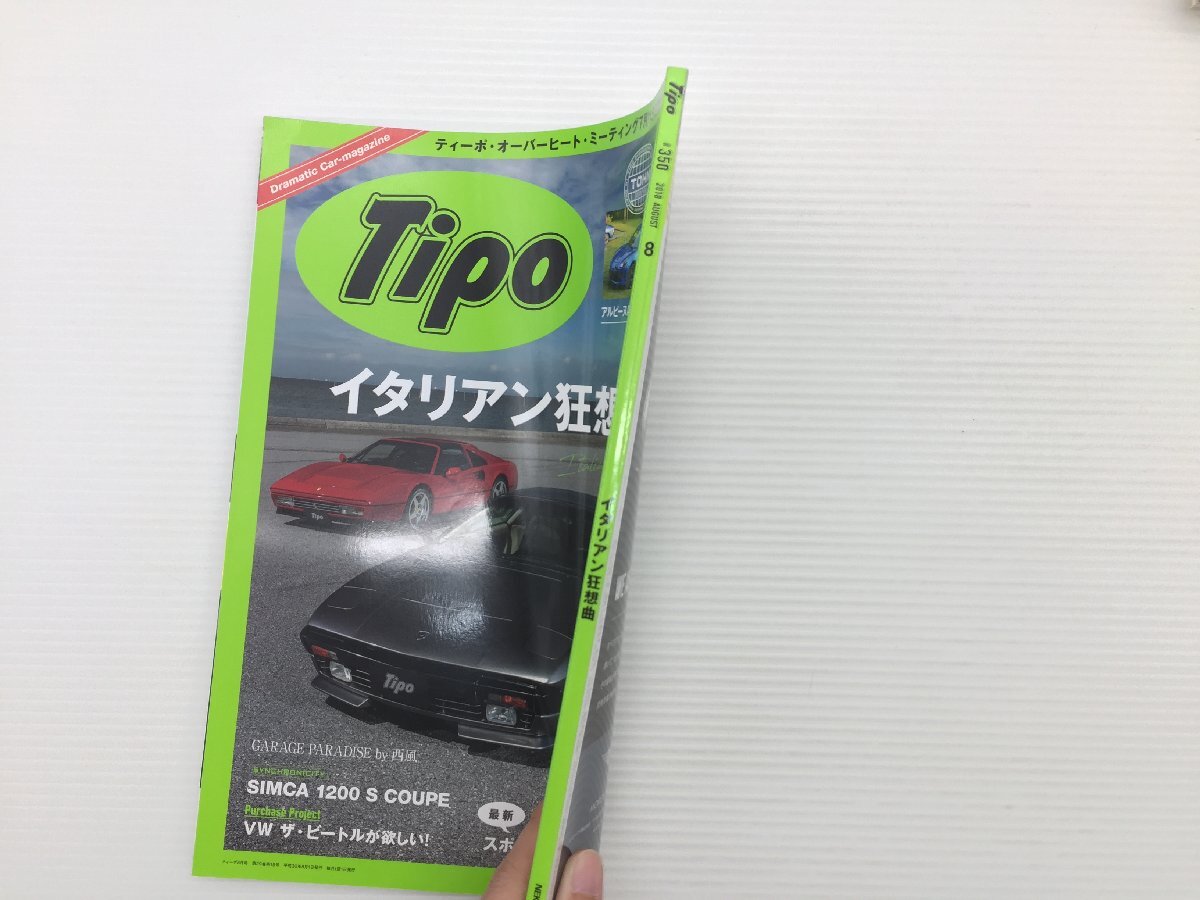 Dramatic Car-magazine
ティーポ・オーバーヒート・ミーティング
Tipo
アルピーヌ
イタリアン狂想
Tipo
Tipo
GARAGE PARADISE by 西風
SYNCHRONICITY
SIMCA 1200 S COUPE
Purchase Project
VW ザ・ビートルが欲しい!
最新
スポ
Tipo
350
2018 AUGUST
8
イタリアン狂想曲
NEK